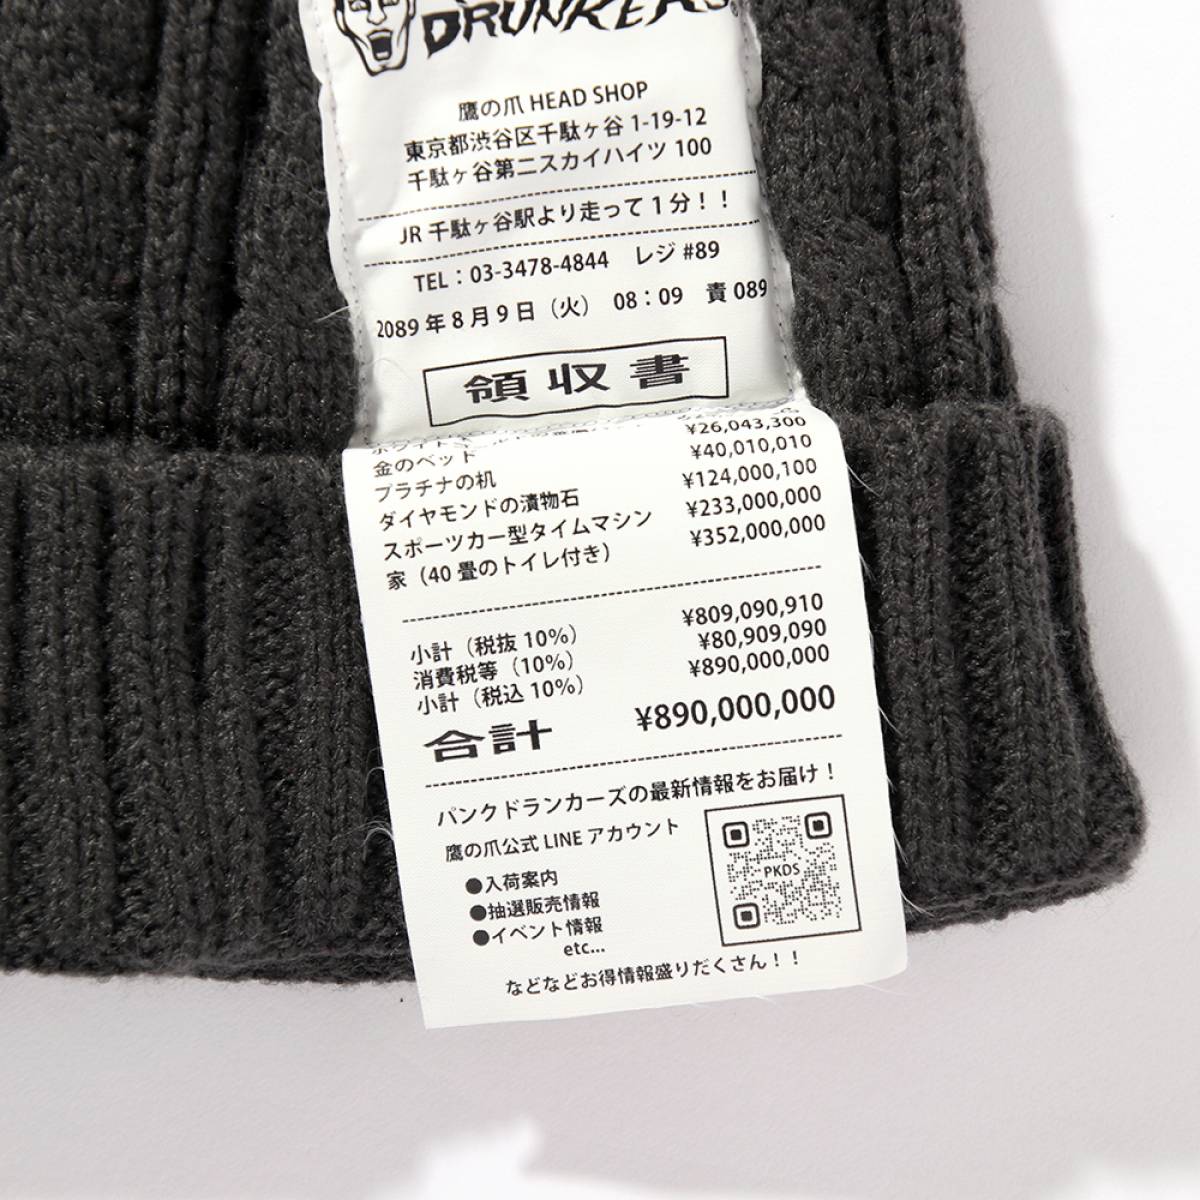 DRUNKERS
鷹の爪 HEAD SHOP
東京都渋谷区千駄ヶ谷 1-19-12
千駄ヶ谷第二スカイハイツ 100
JR 千駄ヶ谷駅より走って 1 分！！
TEL：03-3478-4844　レジ #89
2089 年 8 月 9 日（火）　08：09　責 089
領収書
¥26,043,300
金のベッド ¥40,010,010
プラチナの机 ¥124,000,100
ダイヤモンドの漬物石 ¥233,000,000
スポーツカー型タイムマシン ¥352,000,000
家（40 畳のトイレ付き）
小計（税抜 10%） ¥809,090,910
消費税等（10%） ¥80,909,090
小計（税込 10%） ¥890,000,000
合計 ¥890,000,000
パンクドランカーズの最新情報をお届け！
鷹の爪公式 LINE アカウント
●入荷案内
●抽選販売情報
●イベント情報
etc...
PKDS
などなどお得情報盛りだくさん！！